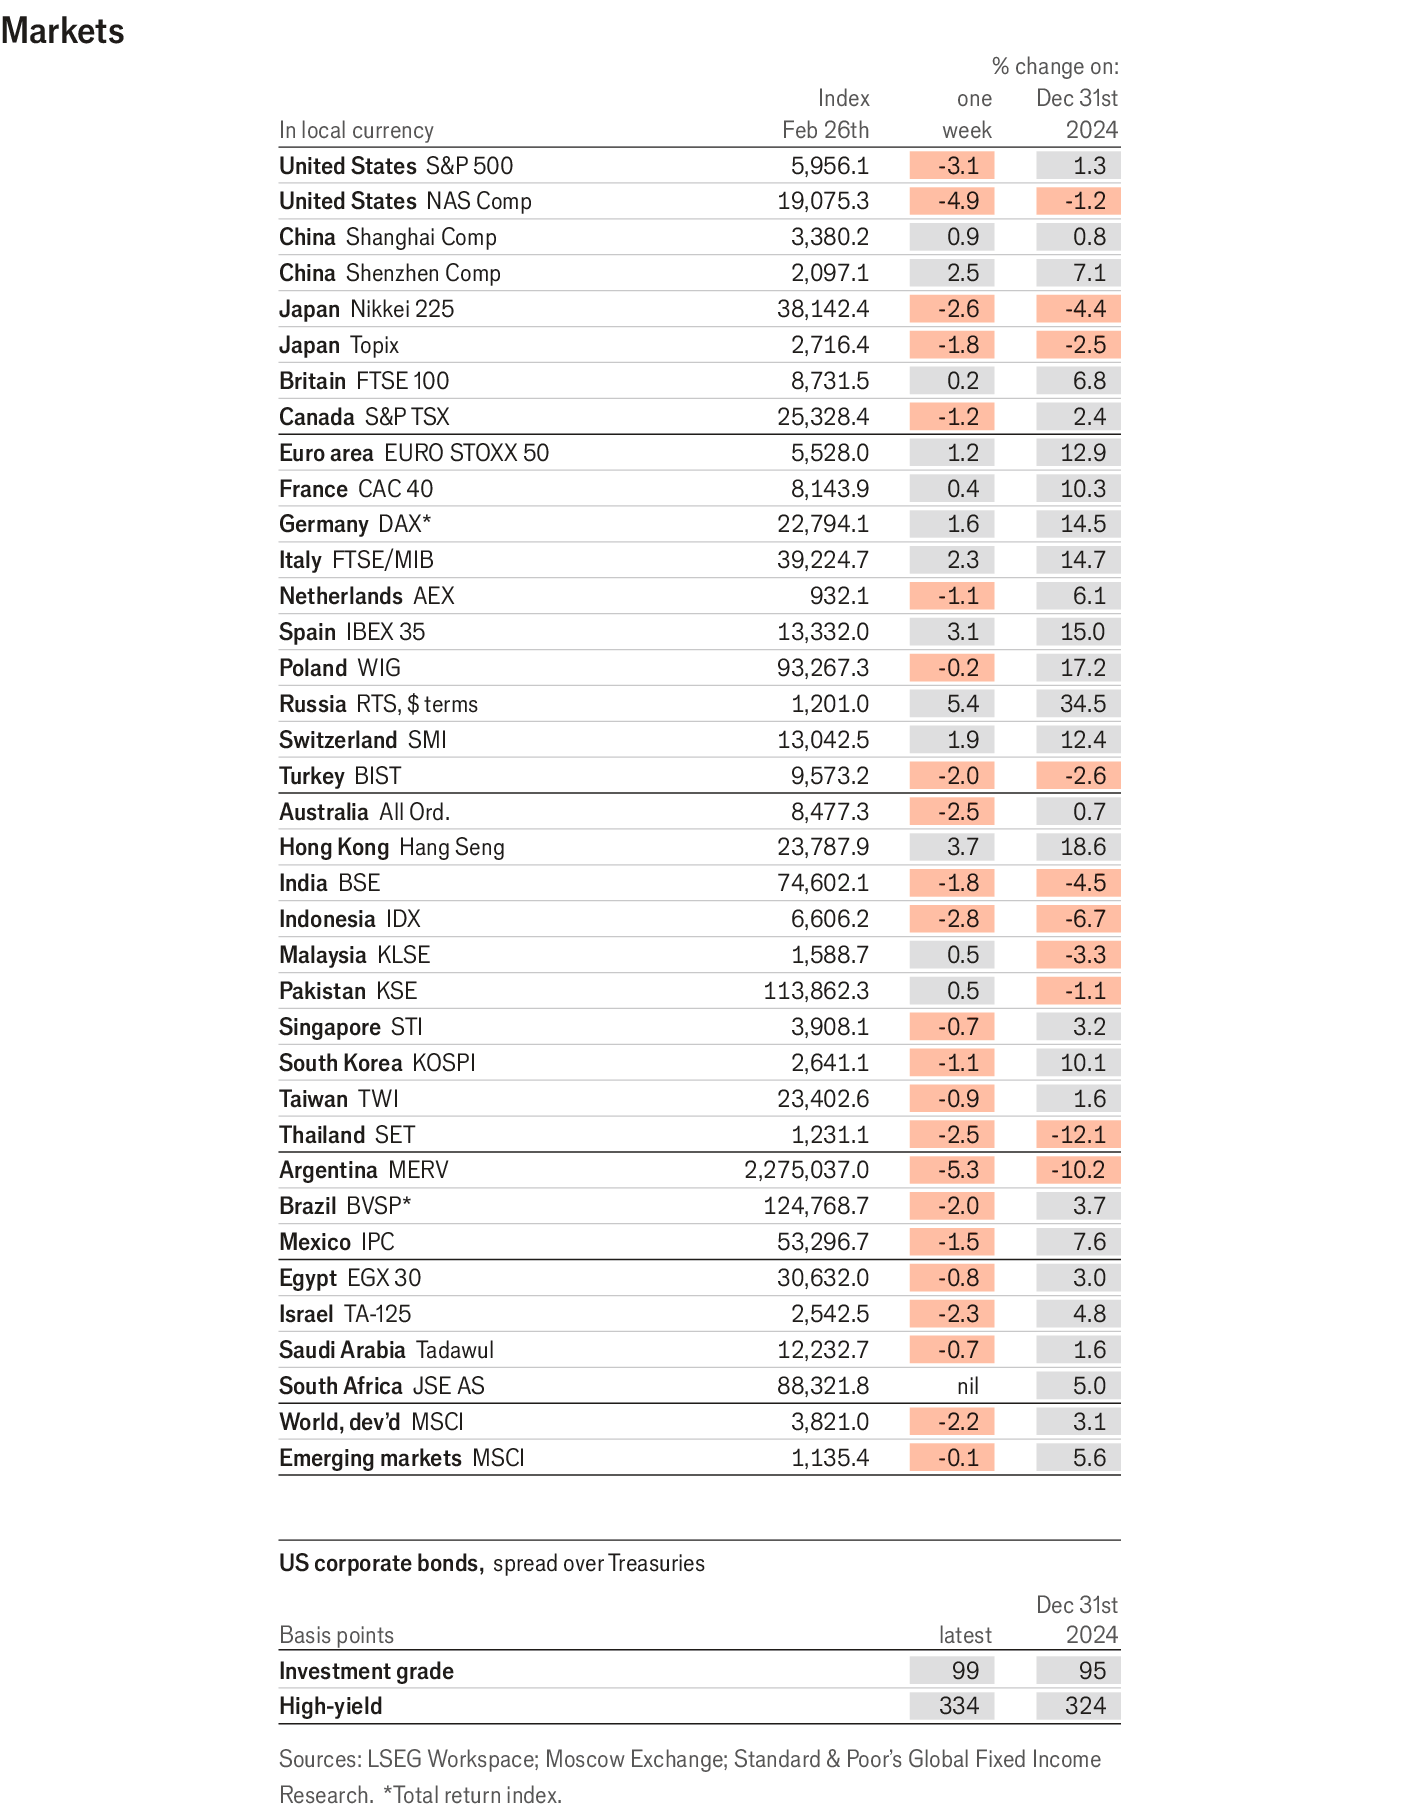 Markets
% change on:
Index one Dec 31st
In local currency Feb 26th week 2024
United States S&P 500 5,956.1 -3.1 1.3
United States NAS Comp 19,075.3 -4.9 -1.2
China Shanghai Comp 3,380.2 0.9 0.8
China Shenzhen Comp 2,097.1 2.5 7.1
Japan Nikkei 225 38,142.4 -2.6 -4.4
Japan Topix 2,716.4 -1.8 -2.5
Britain FTSE 100 8,731.5 0.2 6.8
Canada S&P TSX 25,328.4 -1.2 2.4
Euro area EURO STOXX 50 5,528.0 1.2 12.9
France CAC 40 8,143.9 0.4 10.3
Germany DAX* 22,794.1 1.6 14.5
Italy FTSE/MIB 39,224.7 2.3 14.7
Netherlands AEX 932.1 -1.1 6.1
Spain IBEX 35 13,332.0 3.1 15.0
Poland WIG 93,267.3 -0.2 17.2
Russia RTS, $ terms 1,201.0 5.4 34.5
Switzerland SMI 13,042.5 1.9 12.4
Turkey BIST 9,573.2 -2.0 -2.6
Australia All Ord. 8,477.3 -2.5 0.7
Hong Kong Hang Seng 23,787.9 3.7 18.6
India BSE 74,602.1 -1.8 -4.5
Indonesia IDX 6,606.2 -2.8 -6.7
Malaysia KLSE 1,588.7 0.5 -3.3
Pakistan KSE 113,862.3 0.5 -1.1
Singapore STI 3,908.1 -0.7 3.2
South Korea KOSPI 2,641.1 -1.1 10.1
Taiwan TWI 23,402.6 -0.9 1.6
Thailand SET 1,231.1 -2.5 -12.1
Argentina MERV 2,275,037.0 -5.3 -10.2
Brazil BVSP* 124,768.7 -2.0 3.7
Mexico IPC 53,296.7 -1.5 7.6
Egypt EGX 30 30,632.0 -0.8 3.0
Israel TA-125 2,542.5 -2.3 4.8
Saudi Arabia Tadawul 12,232.7 -0.7 1.6
South Africa JSE AS 88,321.8 nil 5.0
World, dev’d MSCI 3,821.0 -2.2 3.1
Emerging markets MSCI 1,135.4 -0.1 5.6
US corporate bonds, spread over Treasuries
Dec 31st
Basis points latest 2024
Investment grade 99 95
High-yield 334 324
Sources: LSEG Workspace; Moscow Exchange; Standard & Poor’s Global Fixed Income
Research. *Total return index.